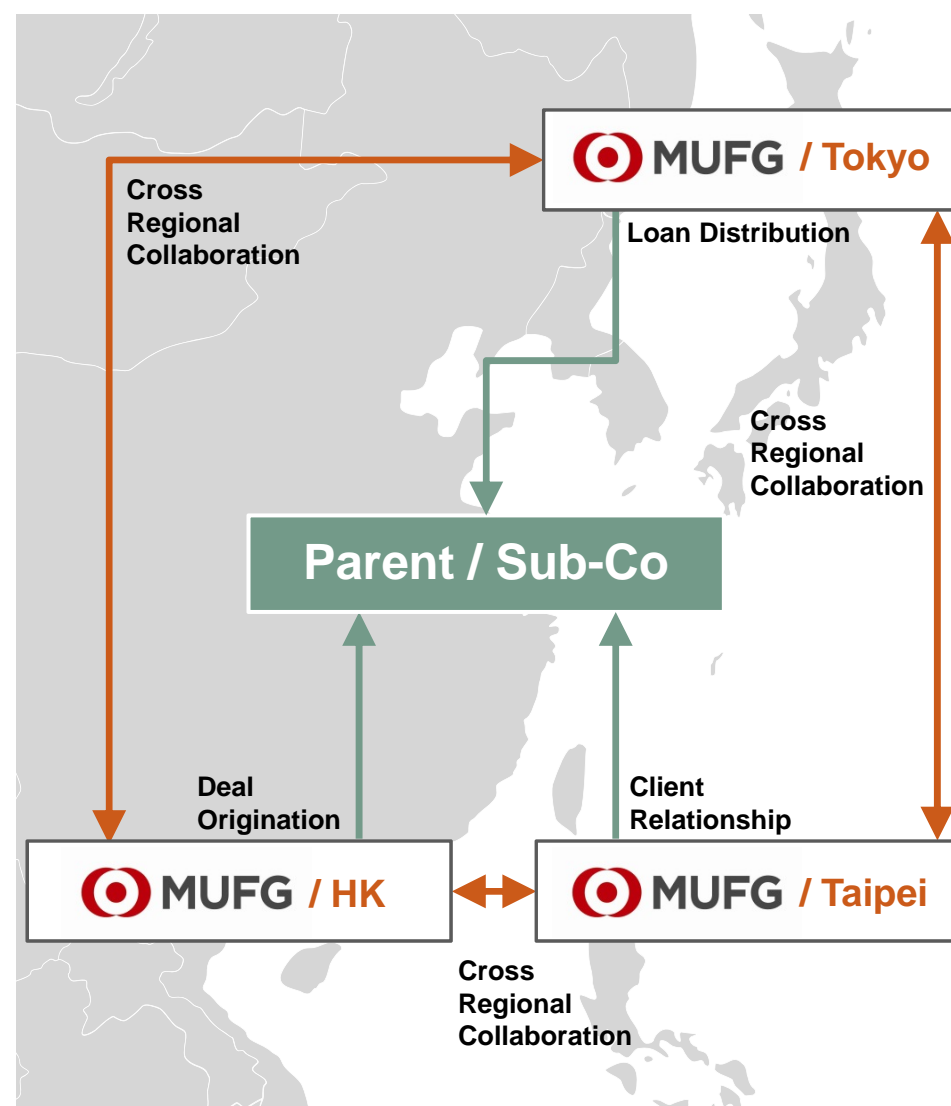 MUFG / Tokyo
Cross
Regional
Collaboration
Loan Distribution
Cross
Regional
Collaboration
Parent / Sub-Co
Deal
Origination
Client
Relationship
MUFG / HK
MUFG / Taipei
Cross
Regional
Collaboration